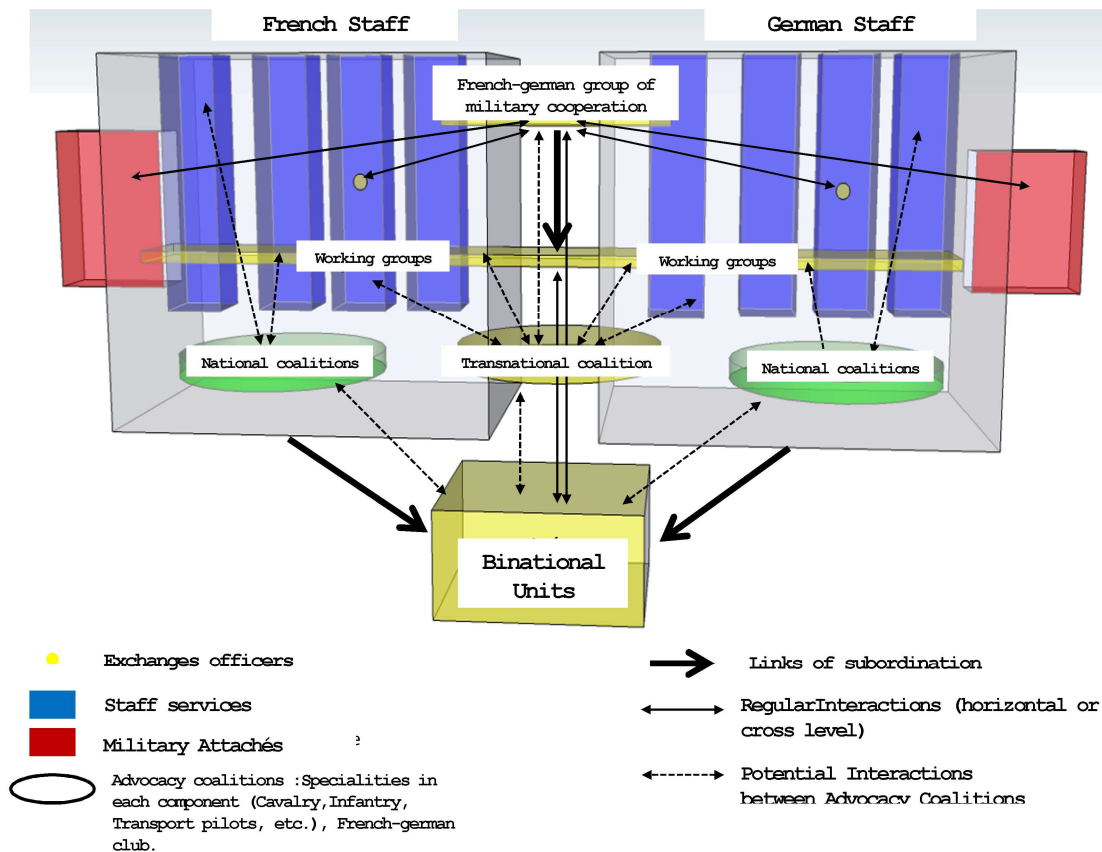 French Staff
German Staff
French-german group of
military cooperation
Working groups
Working groups
National coalitions
Transnational coalition
National coalitions
Binational
Units
Exchanges officers
Staff services
Military Attachés
e
Advocacy coalitions :Specialities in
each component (Cavalry,Infantry,
Transport pilots, etc.), French-german
club.
Links of subordination
RegularInteractions (horizontal or
cross level)
Potential Interactions
between Advocacy Coalitions